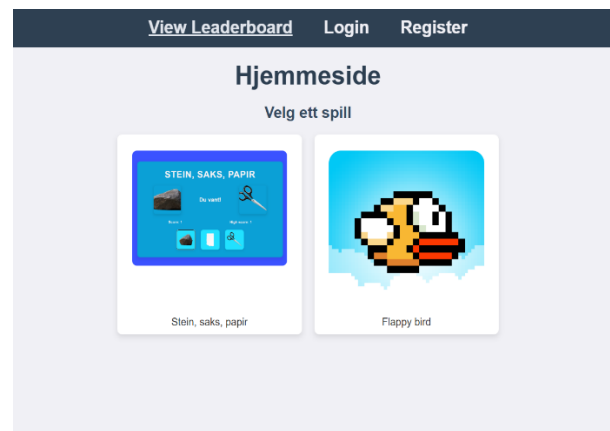 View Leaderboard Login Register
Hjemmeside
Velg ett spill
STEIN, SAKS, PAPIR
Du vant!
Stein, saks, papir
Flappy bird